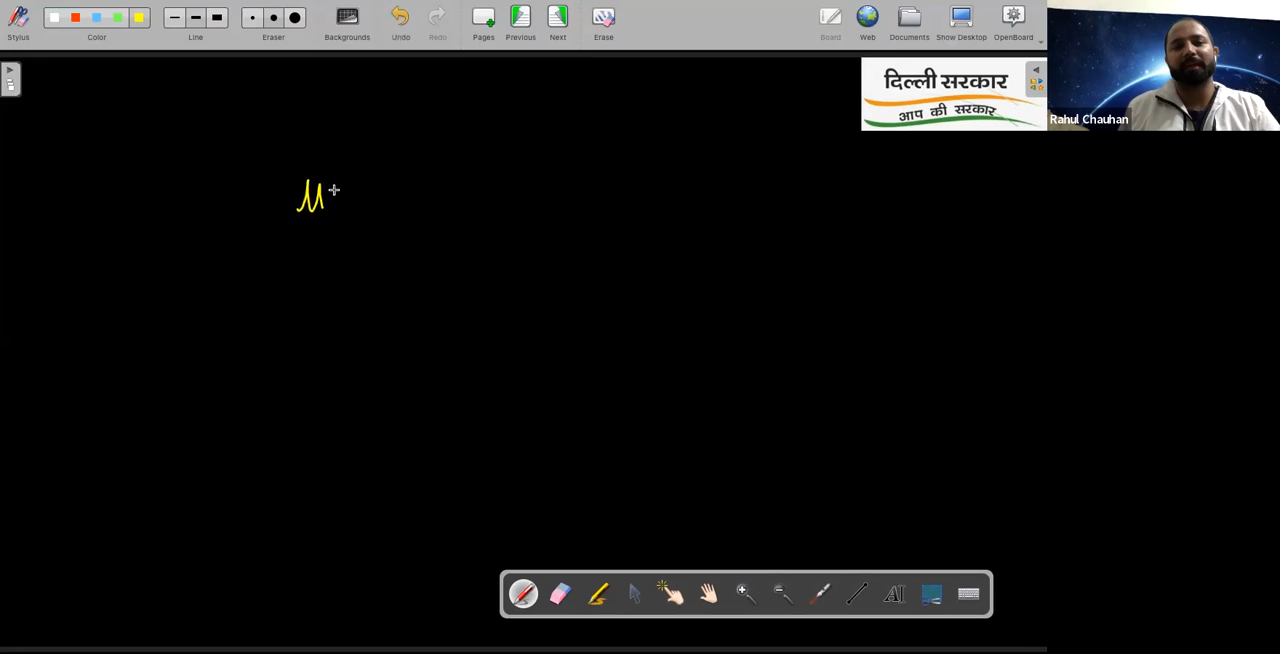 Stylus Color Line Eraser Backgrounds Undo Redo Pages Previous Next Erase Board Web Documents Show Desktop OpenBoard
दिल्ली सरकार
आप की सरकार
Rahul Chauhan
AI